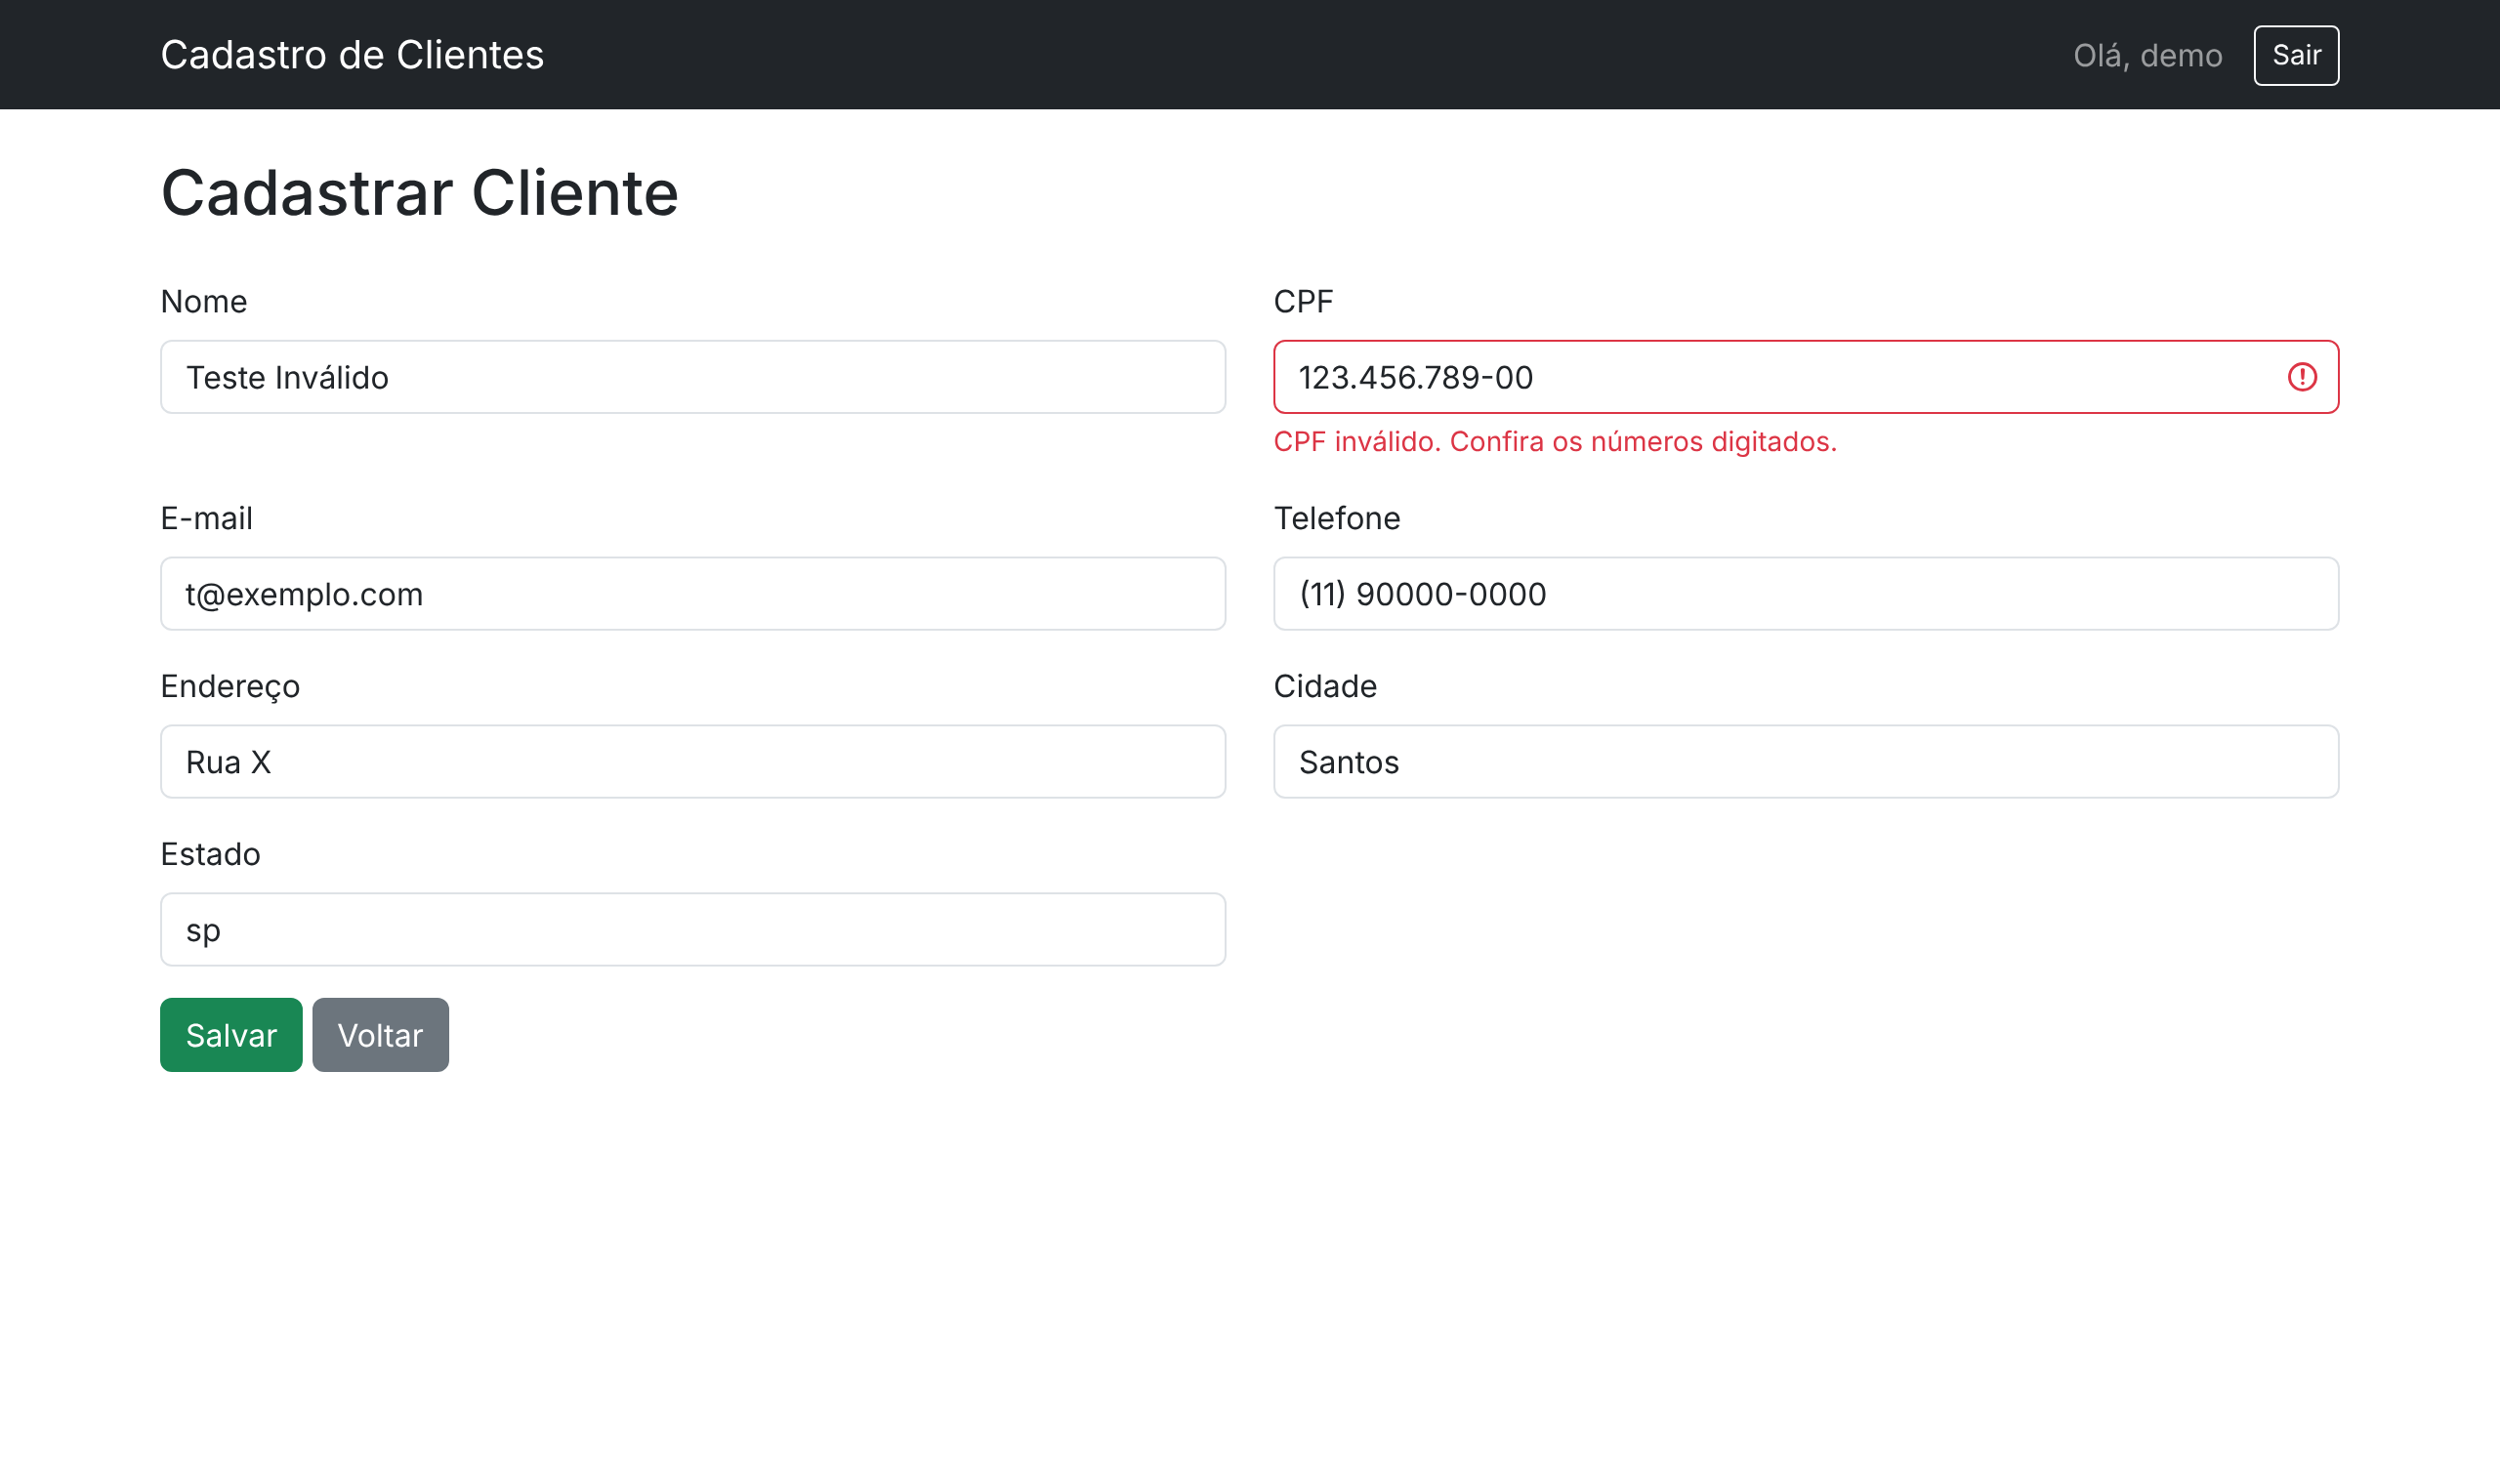 Cadastro de Clientes
Olá, demo
Sair
Cadastrar Cliente
Nome
CPF
Teste Inválido
123.456.789-00
CPF inválido. Confira os números digitados.
E-mail
Telefone
t@exemplo.com
(11) 90000-0000
Endereço
Cidade
Rua X
Santos
Estado
sp
Salvar
Voltar